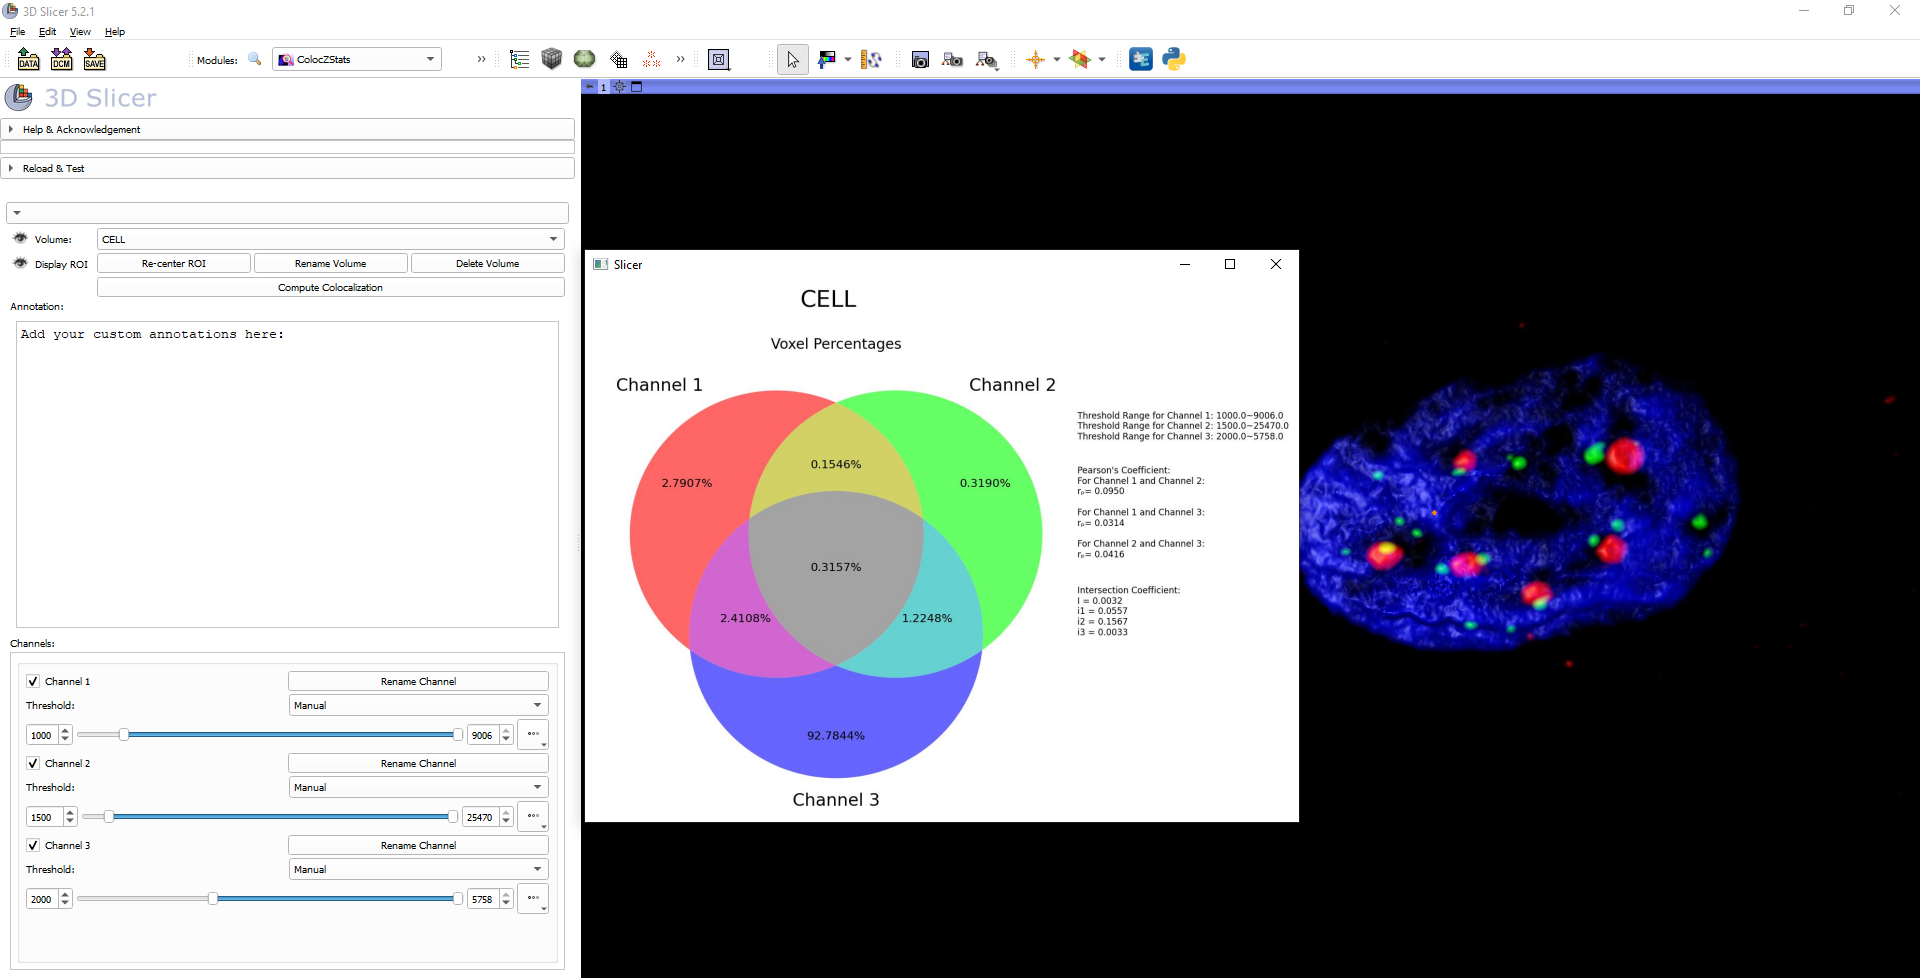 3D Slicer 5.2.1
File Edit View Help
DATA DCM SAVE Modules: ColocZStats
3D Slicer
Help & Acknowledgement
Reload & Test
Volume: CELL
Display ROI Re-center ROI Rename Volume Delete Volume
Compute Colocalization
Annotation:
Add your custom annotations here:
Channels:
Channel 1 Rename Channel
Threshold: Manual
1000 9006
Channel 2 Rename Channel
Threshold: Manual
1500 25470
Channel 3 Rename Channel
Threshold: Manual
2000 5758
1
Slicer
CELL
Voxel Percentages
Channel 1 Channel 2
0.1546%
2.7907% 0.3190%
0.3157%
2.4108% 1.2248%
92.7844%
Channel 3
Threshold Range for Channel 1: 1000.0~9006.0
Threshold Range for Channel 2: 1500.0~25470.0
Threshold Range for Channel 3: 2000.0~5758.0
Pearson's Coefficient:
For Channel 1 and Channel 2:
rₚ= 0.0950
For Channel 1 and Channel 3:
rₚ= 0.0314
For Channel 2 and Channel 3:
rₚ= 0.0416
Intersection Coefficient:
I = 0.0032
i1 = 0.0557
i2 = 0.1567
i3 = 0.0033